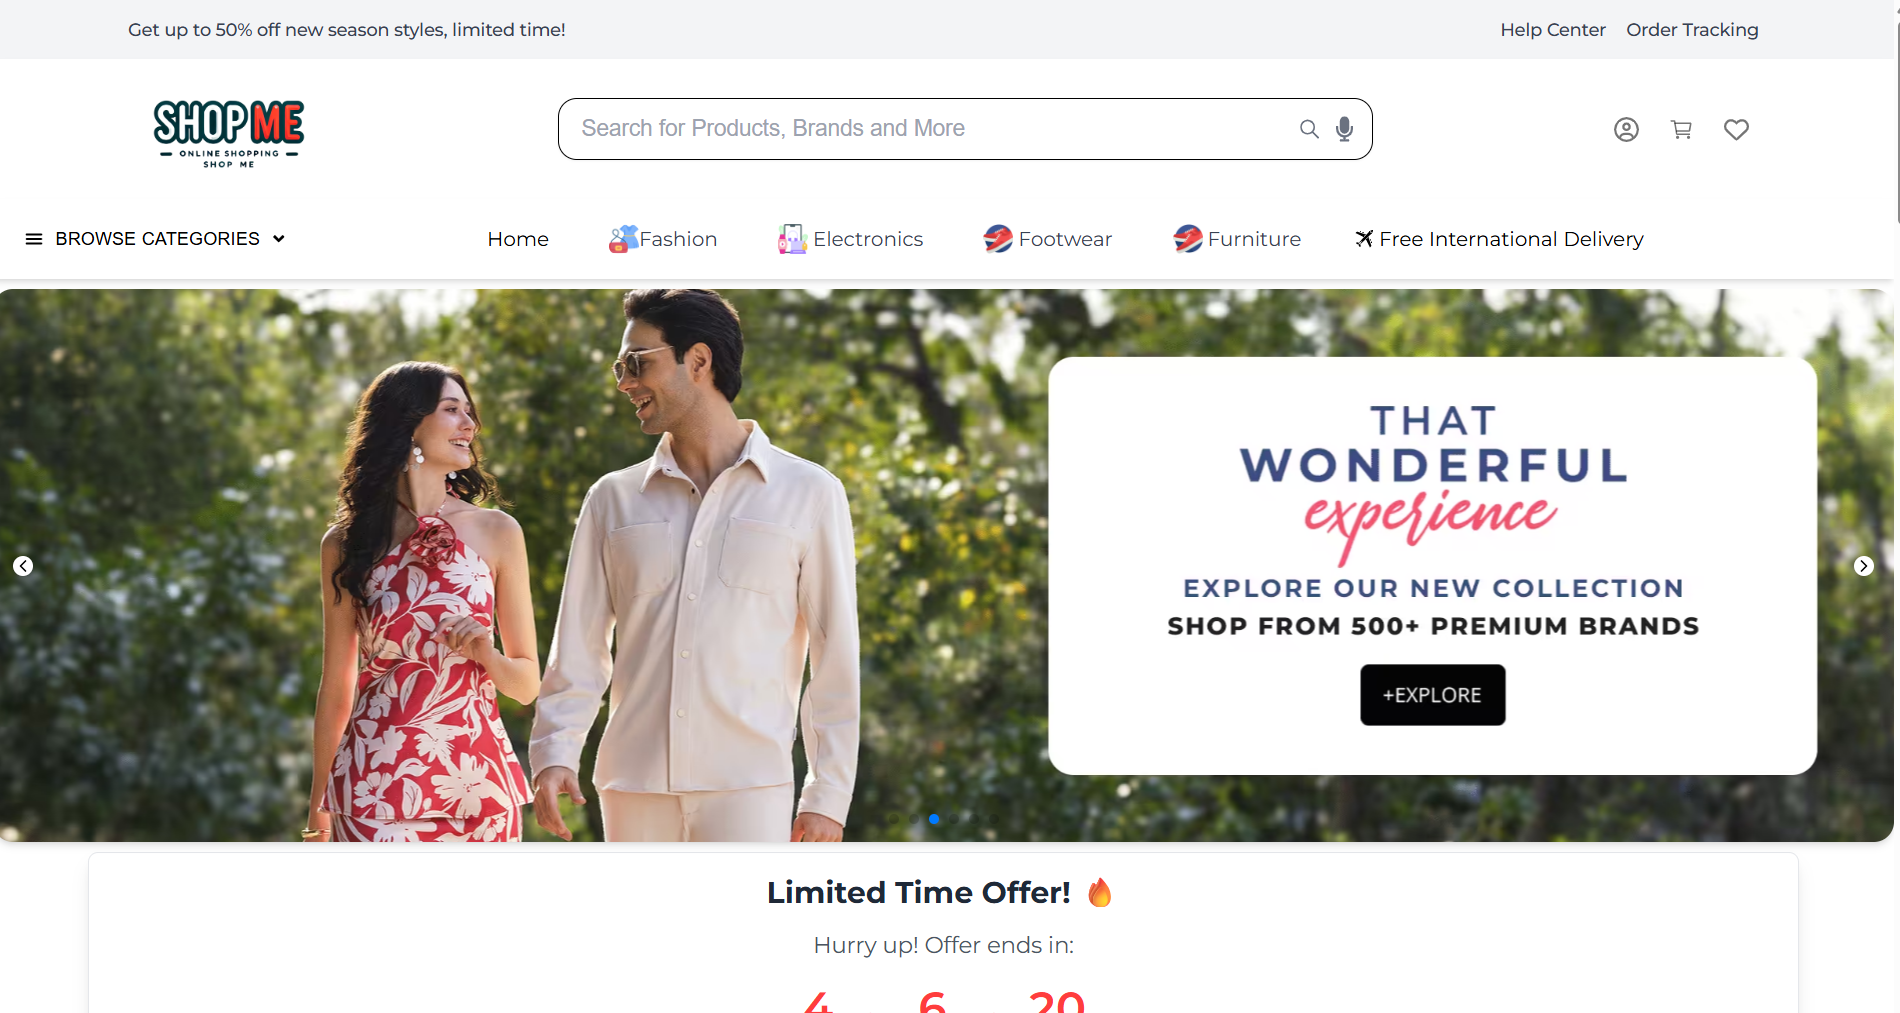 Get up to 50% off new season styles, limited time!
Help Center
Order Tracking
SHOP ME
ONLINE SHOPPING
SHOP ME
Search for Products, Brands and More
BROWSE CATEGORIES
Home
Fashion
Electronics
Footwear
Furniture
Free International Delivery
THAT
WONDERFUL
experience
EXPLORE OUR NEW COLLECTION
SHOP FROM 500+ PREMIUM BRANDS
+EXPLORE
Limited Time Offer! 🔥
Hurry up! Offer ends in:
4 6 20